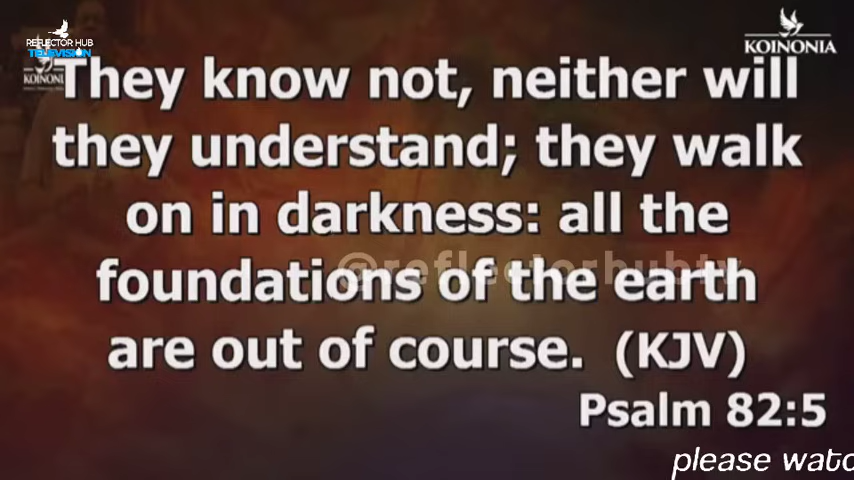 REFLECTOR HUB
TELEVISION
KOINONIA
They know not, neither will
they understand; they walk
on in darkness: all the
foundations of the earth
are out of course. (KJV)
@reflectorhubtv
Psalm 82:5
please watc